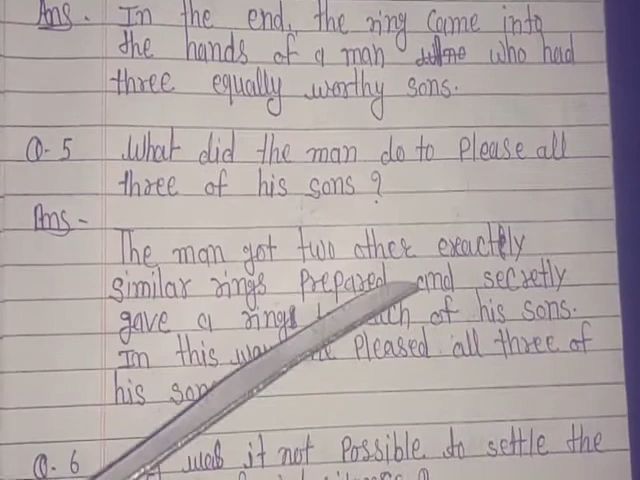 Ans. In the end, the ring came into
the hands of a man who had
three equally worthy sons.
Q.5 What did the man do to Please all
three of his sons?
Ans-
The man got two other exactely
similar rings Prepared and secretly
gave a rings of his sons.
In this Pleased all three of
his
Q.6 was it not Possible to settle the